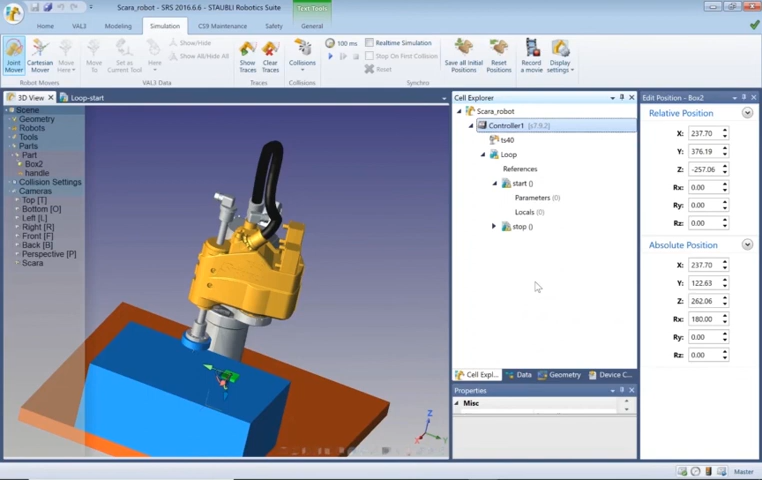 Scara_robot - SRS 2016.6.6 - STAUBLI Robotics Suite
Text Tools
Home VAL3 Modeling Simulation CS9 Maintenance Safety General
Joint Mover
Cartesian Mover
Move Here
Robot Movers
Move To
Set as Current Tool
Show/Hide
Show All/Hide All
VAL3 Data
Show Traces
Clear Traces
Traces
Collisions
Collisions
100 ms
Realtime Simulation
Stop On First Collision
Reset
Synchro
Save all Initial Positions
Reset Positions
Record a movie
Display settings
3D View
Loop-start
Scene
Geometry
Robots
Tools
Parts
Part
Box2
handle
Collision Settings
Cameras
Top [T]
Bottom [O]
Left [L]
Right [R]
Front [F]
Back [B]
Perspective [P]
Scara
Z
X
Y
Cell Explorer
Scara_robot
Controller1 [s7.9.2]
ts40
Loop
References
start ()
Parameters (0)
Locals (0)
stop ()
Cell Expl...
Data
Geometry
Device C...
Properties
Misc
Edit Position - Box2
Relative Position
X: 237.70
Y: 376.19
Z: -257.06
Rx: 0.00
Ry: 0.00
Rz: 0.00
Absolute Position
X: 237.70
Y: 122.63
Z: 262.06
Rx: 180.00
Ry: 0.00
Rz: 0.00
Master